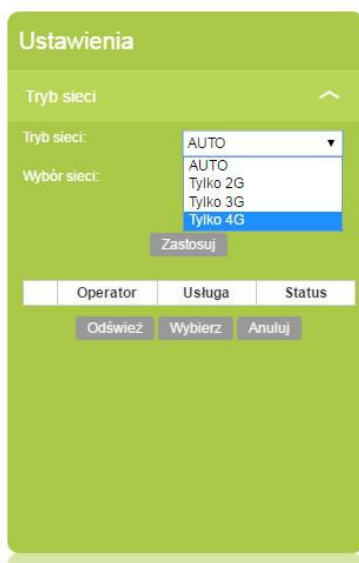 Ustawienia
Tryb sieci
Tryb sieci: AUTO
AUTO
Wybór sieci: Tylko 2G
Tylko 3G
Tylko 4G
Zastosuj
Operator Usługa Status
Odśwież Wybierz Anuluj